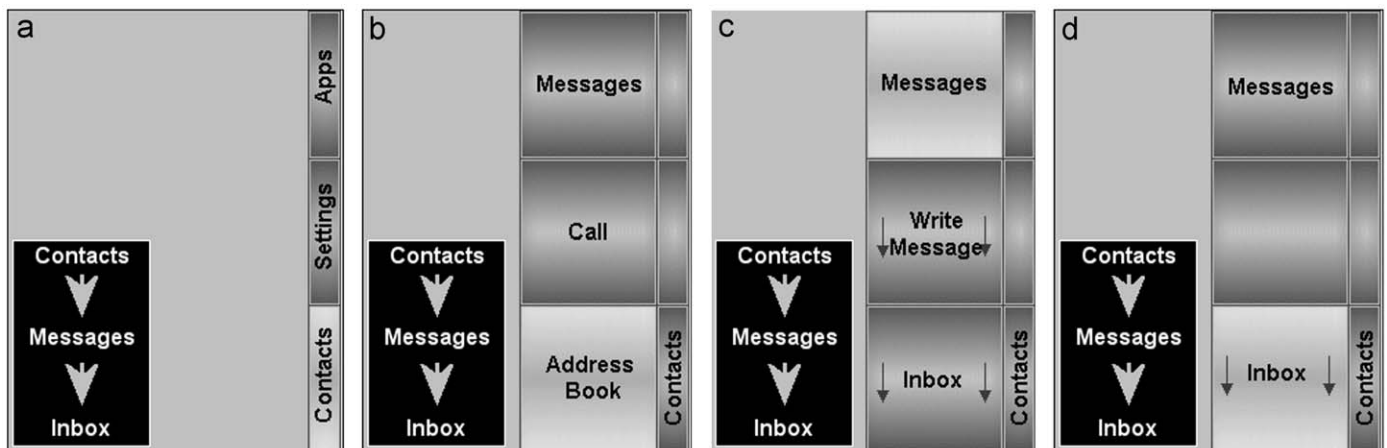 a
Apps
Settings
Contacts
Contacts
Messages
Inbox
b
Messages
Call
Address
Book
Contacts
Contacts
Messages
Inbox
c
Messages
Write
Message
Inbox
Contacts
Contacts
Messages
Inbox
d
Messages
Inbox
Contacts
Contacts
Messages
Inbox